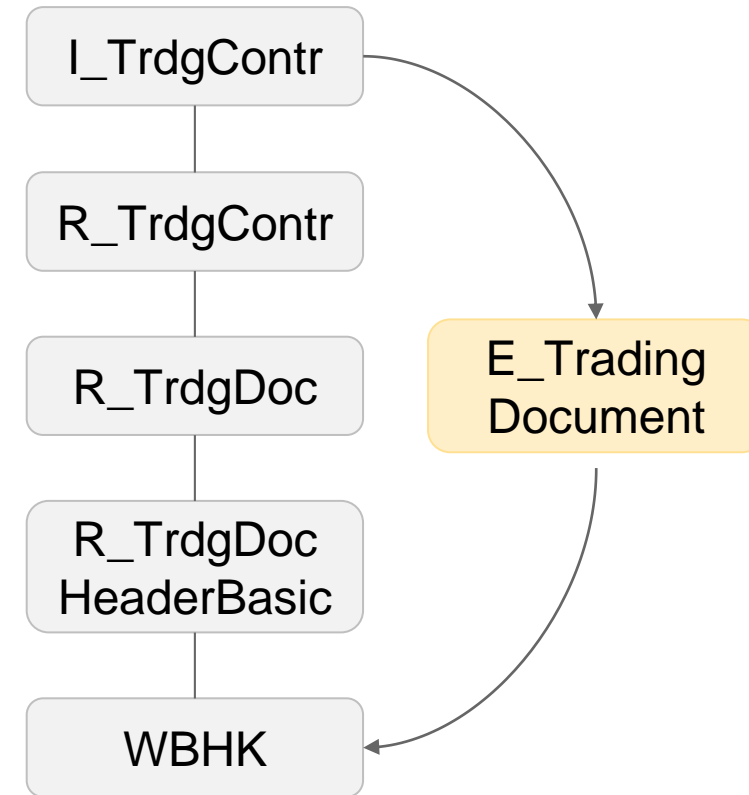 I_TrdgContr
R_TrdgContr
R_TrdgDoc
E_Trading
Document
R_TrdgDoc
HeaderBasic
WBHK